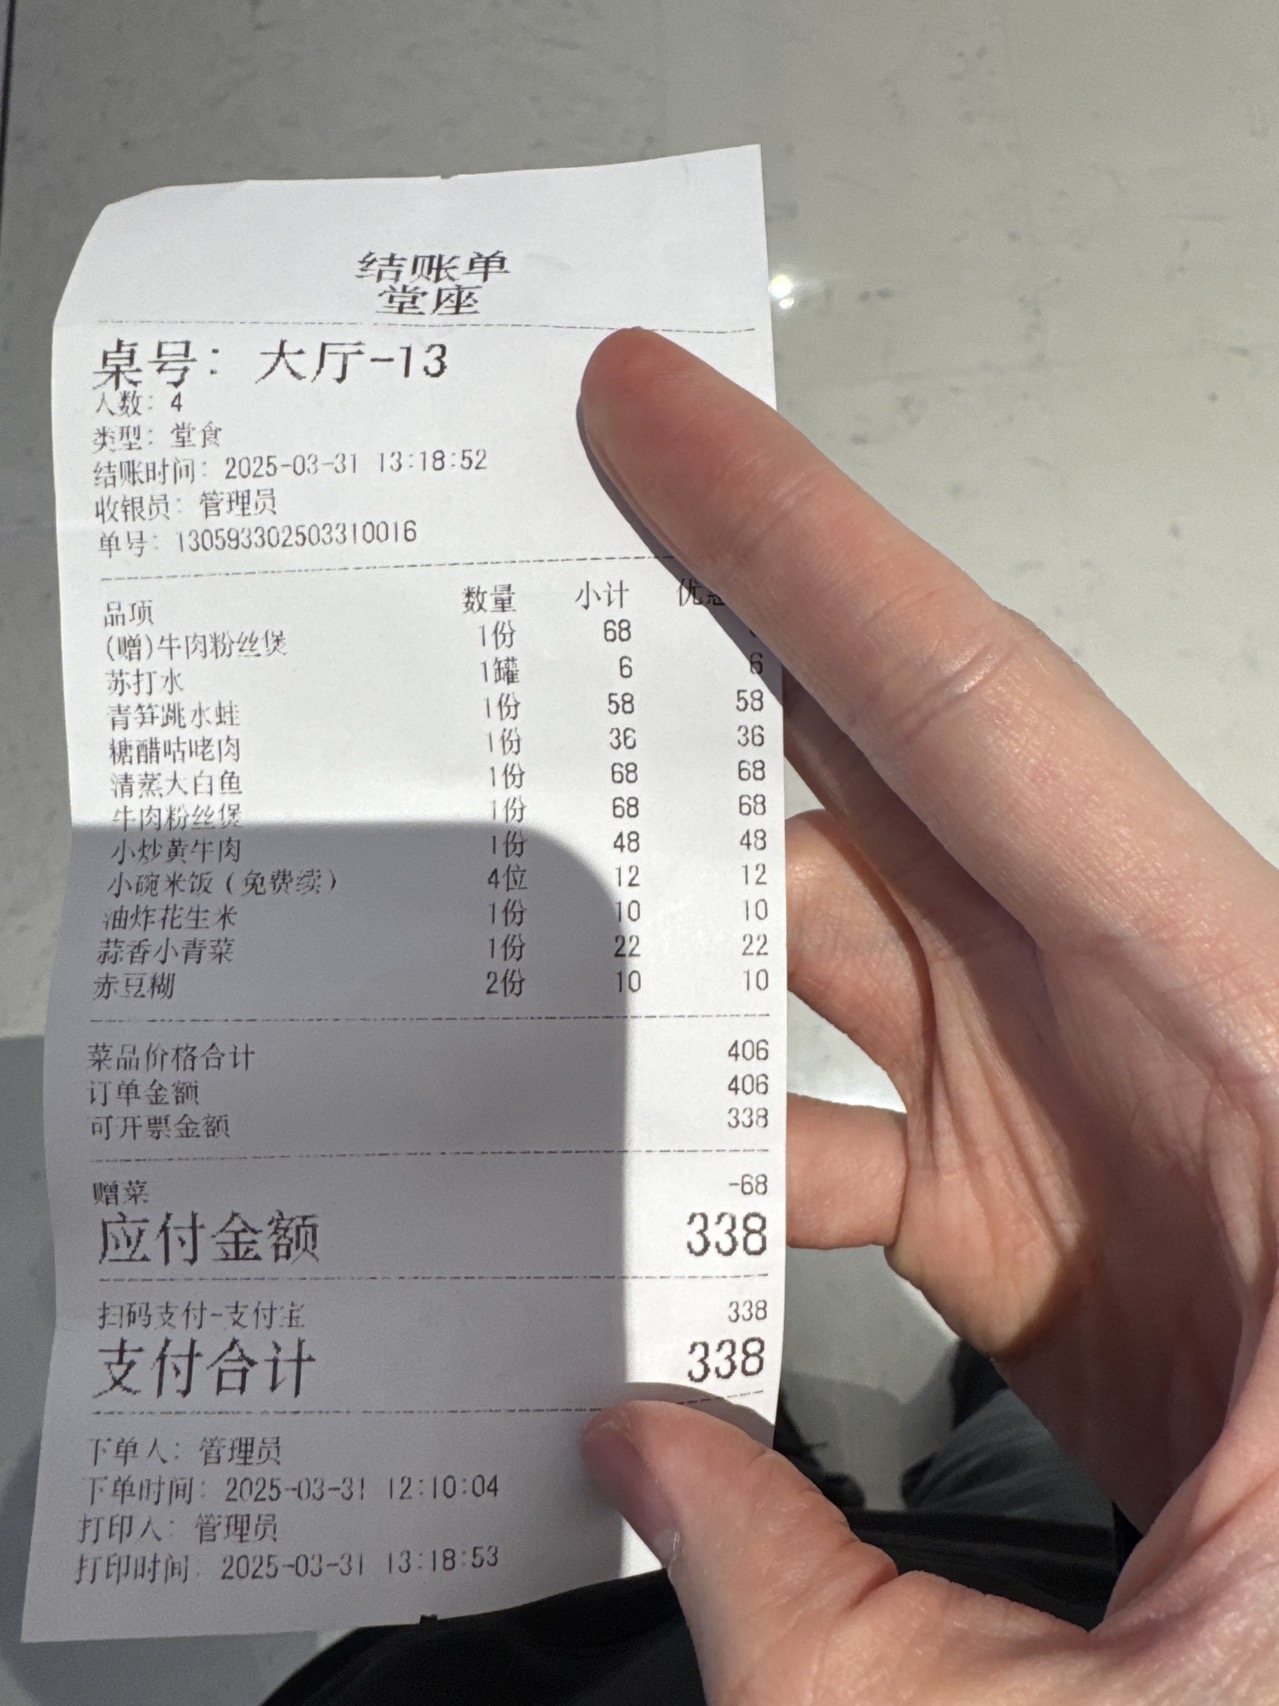 结账单
堂座
桌号: 大厅-13
人数: 4
类型: 堂食
结账时间: 2025-03-31 13:18:52
收银员: 管理员
单号: 130593302503310016
品项 数量 小计 优
(赠)牛肉粉丝煲 1份 68
苏打水 1罐 6 6
青笋跳水蛙 1份 58 58
糖醋咕咾肉 1份 36 36
清蒸大白鱼 1份 68 68
牛肉粉丝煲 1份 68 68
小炒黄牛肉 1份 48 48
小碗米饭(免费续) 4位 12 12
油炸花生米 1份 10 10
蒜香小青菜 1份 22 22
赤豆糊 2份 10 10
菜品价格合计 406
订单金额 406
可开票金额 338
赠菜 -68
应付金额 338
扫码支付-支付宝 338
支付合计 338
下单人: 管理员
下单时间: 2025-03-31 12:10:04
打印人: 管理员
打印时间: 2025-03-31 13:18:53